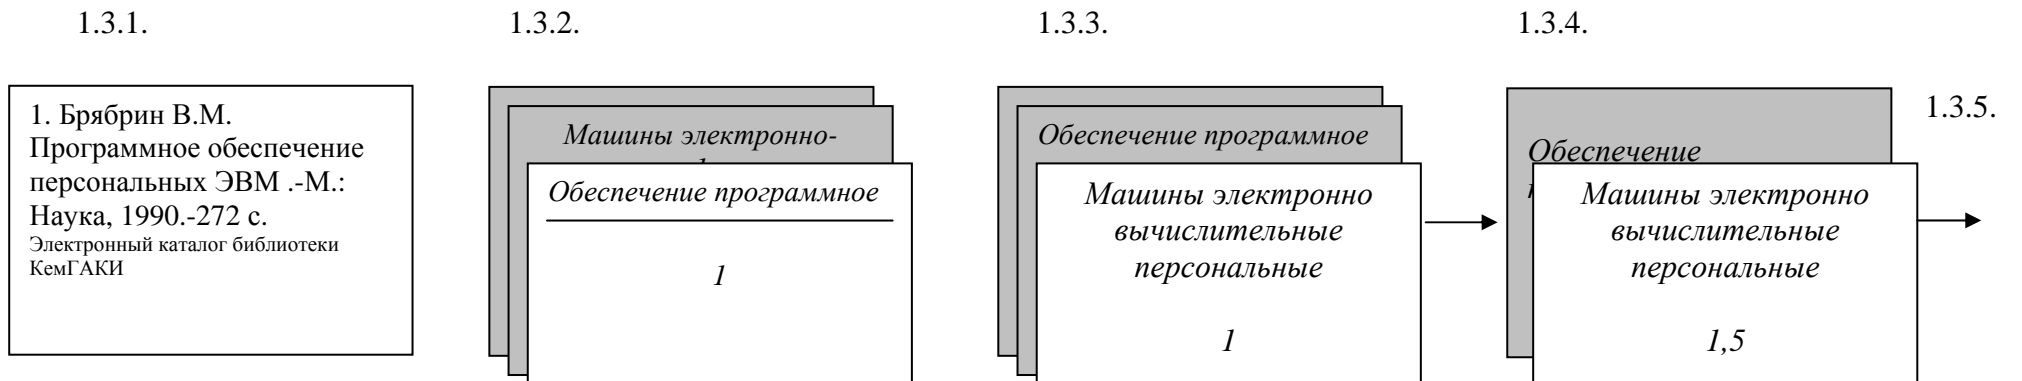 1.3.1.
1.3.2.
1.3.3.
1.3.4.
1.3.5.
1. Брябрин В.М.
Программное обеспечение
персональных ЭВМ .-М.:
Наука, 1990.-272 с.
Электронный каталог библиотеки
КемГАКИ
Машины электронно-
Обеспечение программное
1
Обеспечение программное
Машины электронно
вычислительные
персональные
1
Обеспечение
Машины электронно
вычислительные
персональные
1,5